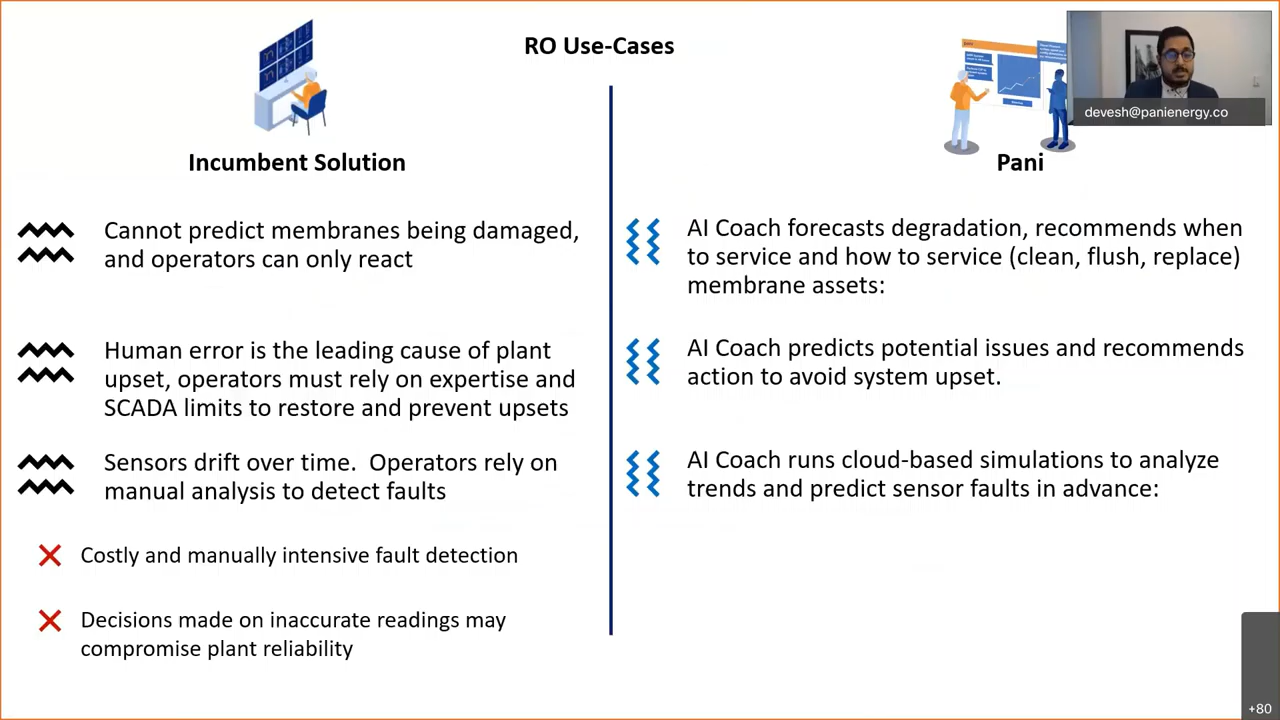 RO Use-Cases
devesh@panienergy.co
Incumbent Solution
Cannot predict membranes being damaged,
and operators can only react
Human error is the leading cause of plant
upset, operators must rely on expertise and
SCADA limits to restore and prevent upsets
Sensors drift over time.  Operators rely on
manual analysis to detect faults
Costly and manually intensive fault detection
Decisions made on inaccurate readings may
compromise plant reliability
Pani
AI Coach forecasts degradation, recommends when
to service and how to service (clean, flush, replace)
membrane assets:
AI Coach predicts potential issues and recommends
action to avoid system upset.
AI Coach runs cloud-based simulations to analyze
trends and predict sensor faults in advance:
+80